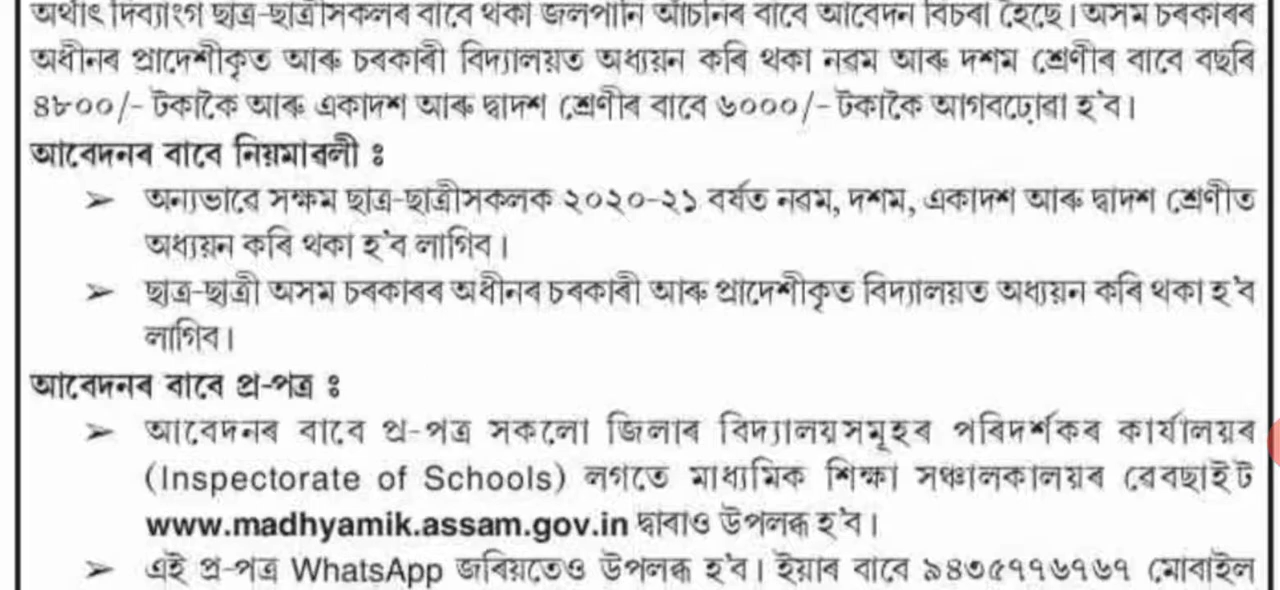 অৰ্থাৎ দিব্যাংগ ছাত্ৰ-ছাত্ৰীসকলৰ বাবে থকা জলপানি আঁচনিৰ বাবে আবেদন বিচৰা হৈছে। অসম চৰকাৰৰ
অধীনৰ প্ৰাদেশীকৃত আৰু চৰকাৰী বিদ্যালয়ত অধ্যয়ন কৰি থকা নৱম আৰু দশম শ্ৰেণীৰ বাবে বছৰি
৪৮০০/- টকাকৈ আৰু একাদশ আৰু দ্বাদশ শ্ৰেণীৰ বাবে ৬০০০/- টকাকৈ আগবঢ়োৱা হ'ব।
আবেদনৰ বাবে নিয়মাৱলী ঃ
➢ অন্যভাবে সক্ষম ছাত্ৰ-ছাত্ৰীসকলক ২০২০-২১ বৰ্ষত নৱম, দশম, একাদশ আৰু দ্বাদশ শ্ৰেণীত
অধ্যয়ন কৰি থকা হ'ব লাগিব।
➢ ছাত্ৰ-ছাত্ৰী অসম চৰকাৰৰ অধীনৰ চৰকাৰী আৰু প্ৰাদেশীকৃত বিদ্যালয়ত অধ্যয়ন কৰি থকা হ'ব
লাগিব।
আবেদনৰ বাবে প্ৰ-পত্ৰ ঃ
➢ আবেদনৰ বাবে প্ৰ-পত্ৰ সকলো জিলাৰ বিদ্যালয়সমূহৰ পৰিদৰ্শকৰ কাৰ্যালয়ৰ
(Inspectorate of Schools) লগতে মাধ্যমিক শিক্ষা সঞ্চালকালয়ৰ ৱেবছাইট
www.madhyamik.assam.gov.in দ্বাৰাও উপলব্ধ হ'ব।
➢ এই প্ৰ-পত্ৰ WhatsApp জৰিয়তেও উপলব্ধ হ'ব। ইয়াৰ বাবে ৯৪৩৫৭৭৬৭৬৭ মোবাইল